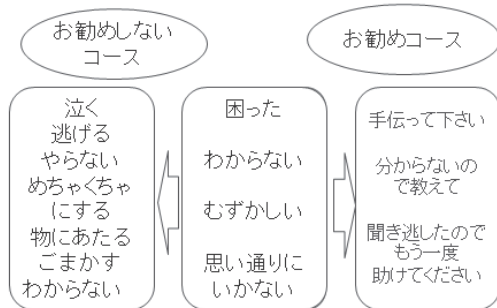 お勧めしない
コース
お勧めコース
泣く
逃げる
やらない
めちゃくちゃ
にする
物にあたる
ごまかす
わからない
困った
わからない
むずかしい
思い通りに
いかない
手伝って下さい
分からないの
で教えて
聞き逃したので
もう一度
助けてください